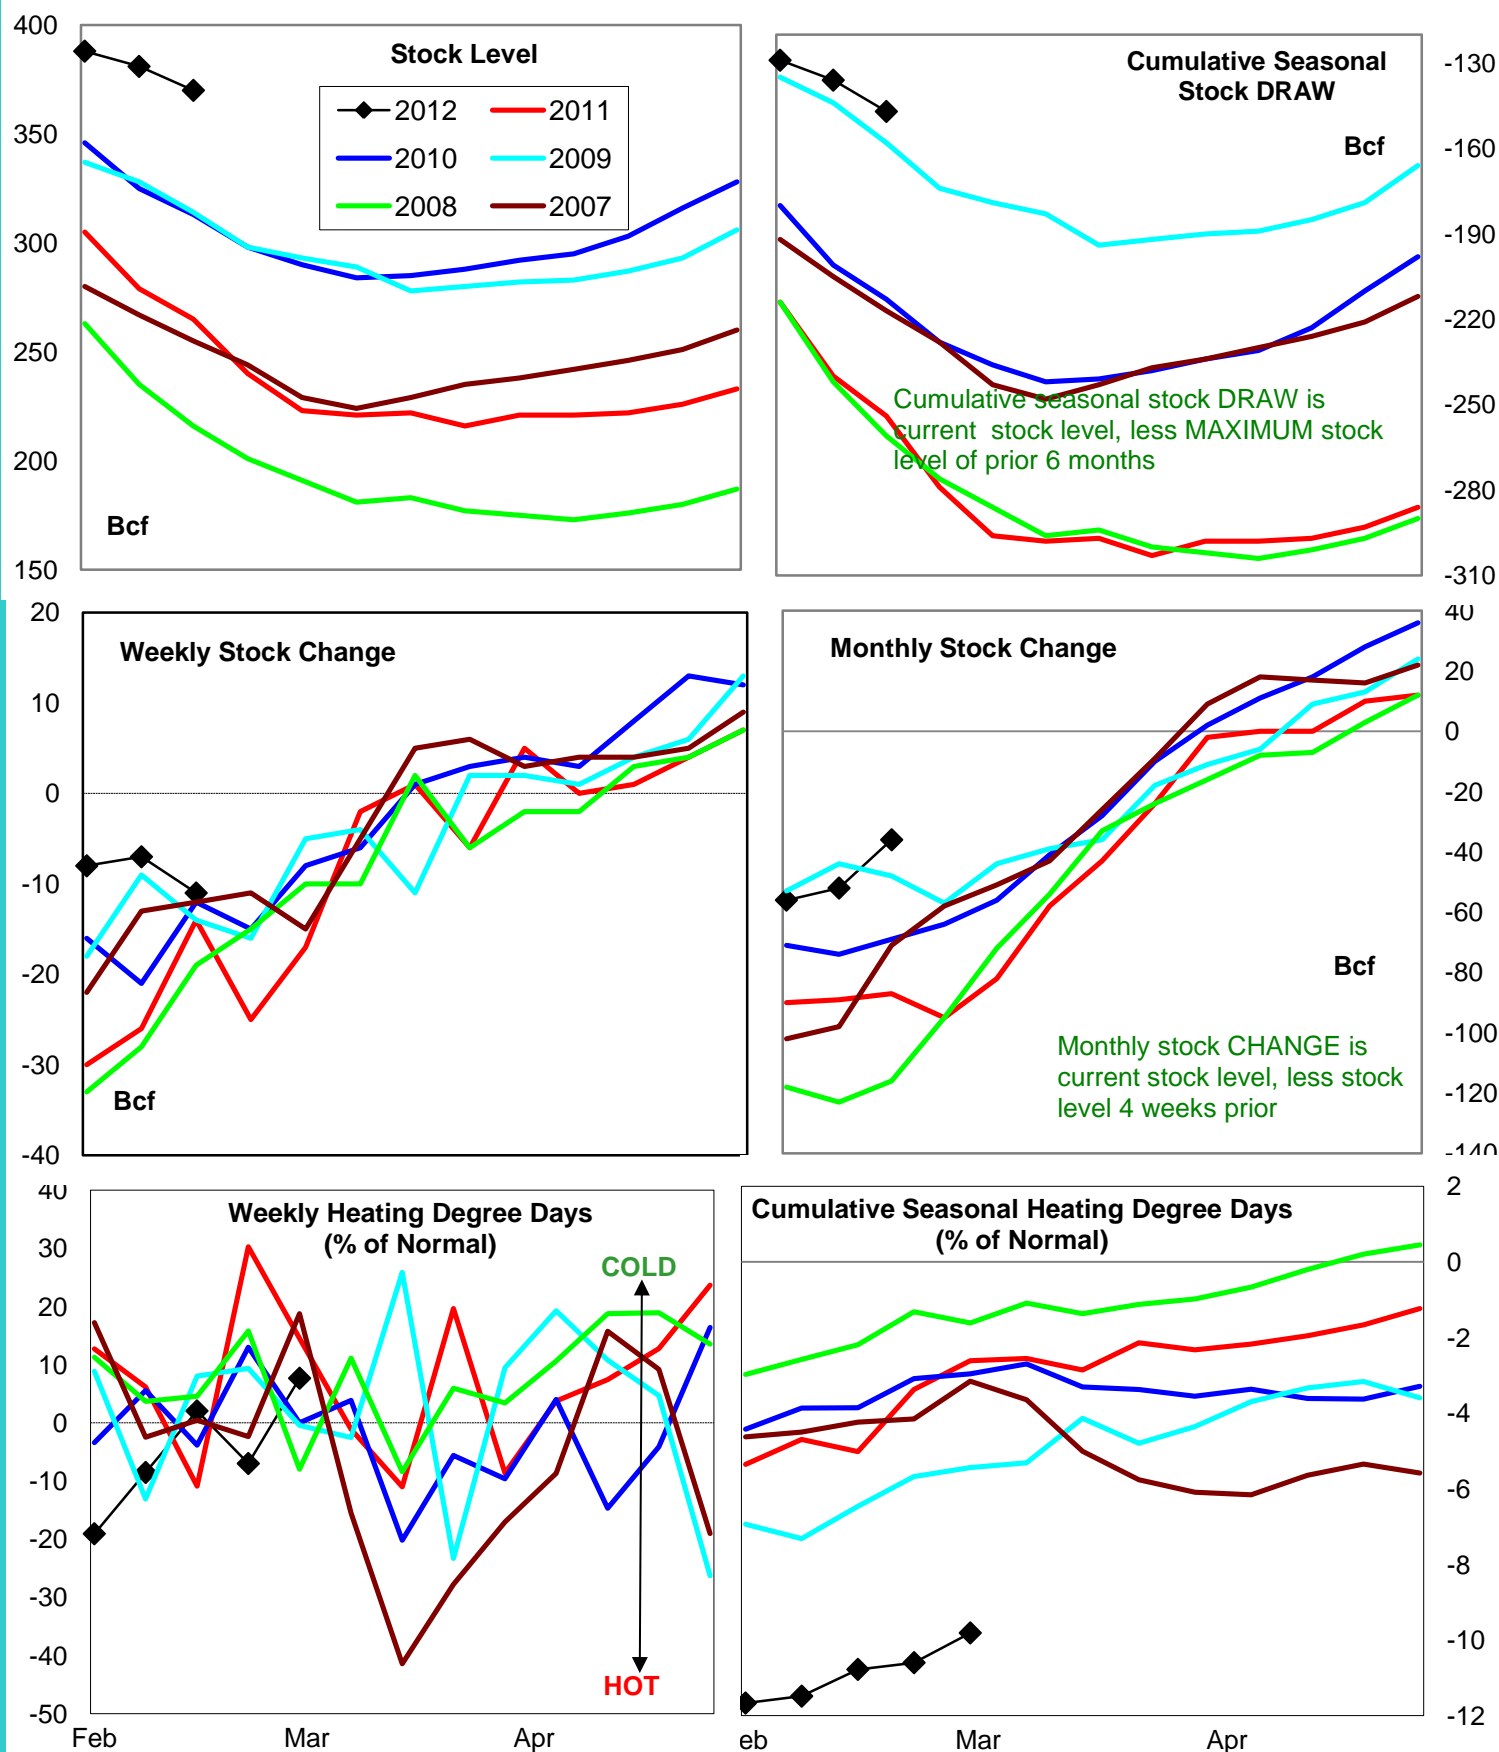 Stock Level
2012
2011
2010
2009
2008
2007
Bcf
400
350
300
250
200
150
Cumulative Seasonal
Stock DRAW
Bcf
Cumulative seasonal stock DRAW is
current stock level, less MAXIMUM stock
level of prior 6 months
-130
-160
-190
-220
-250
-280
-310
Weekly Stock Change
Bcf
20
10
0
-10
-20
-30
-40
Monthly Stock Change
Bcf
Monthly stock CHANGE is
current stock level, less stock
level 4 weeks prior
40
20
0
-20
-40
-60
-80
-100
-120
-140
Weekly Heating Degree Days
(% of Normal)
COLD
HOT
40
30
20
10
0
-10
-20
-30
-40
-50
Feb
Mar
Apr
Cumulative Seasonal Heating Degree Days
(% of Normal)
2
0
-2
-4
-6
-8
-10
-12
eb
Mar
Apr